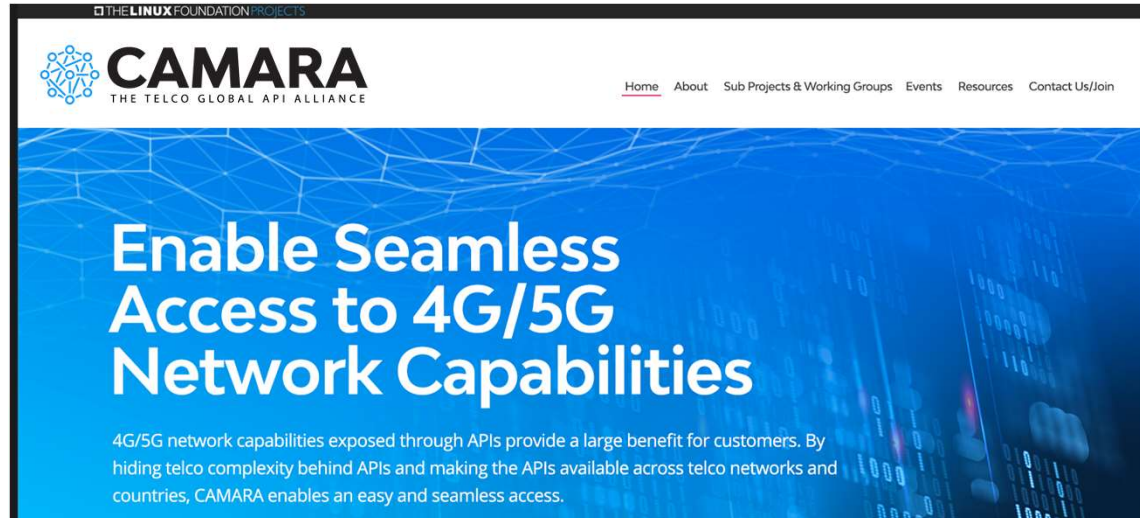 THE LINUX FOUNDATION PROJECTS
CAMARA
THE TELCO GLOBAL API ALLIANCE
Home About Sub Projects & Working Groups Events Resources Contact Us/Join
Enable Seamless
Access to 4G/5G
Network Capabilities
4G/5G network capabilities exposed through APIs provide a large benefit for customers. By
hiding telco complexity behind APIs and making the APIs available across telco networks and
countries, CAMARA enables an easy and seamless access.